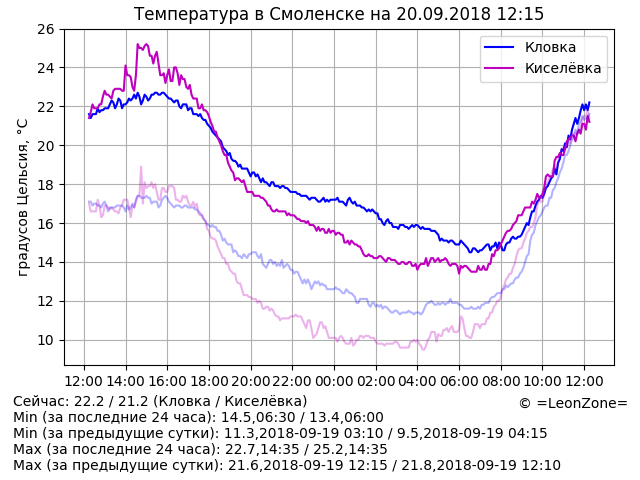 Температура в Смоленске на 20.09.2018 12:15
градусов Цельсия, °C
26
24
22
20
18
16
14
12
10
Кловка
Киселёвка
12:00 14:00 16:00 18:00 20:00 22:00 00:00 02:00 04:00 06:00 08:00 10:00 12:00
Сейчас: 22.2 / 21.2 (Кловка / Киселёвка)
© =LeonZone=
Min (за последние 24 часа): 14.5,06:30 / 13.4,06:00
Min (за предыдущие сутки): 11.3,2018-09-19 03:10 / 9.5,2018-09-19 04:15
Max (за последние 24 часа): 22.7,14:35 / 25.2,14:35
Max (за предыдущие сутки): 21.6,2018-09-19 12:15 / 21.8,2018-09-19 12:10